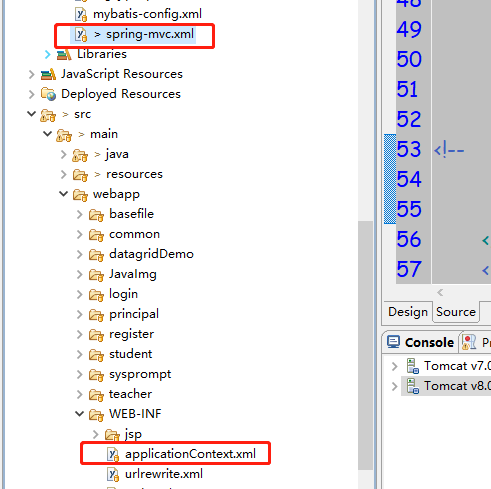 mybatis-config.xml
> spring-mvc.xml
Libraries
JavaScript Resources
Deployed Resources
> src
> main
> java
> resources
webapp
basefile
common
datagridDemo
JavaImg
login
principal
register
student
sysprompt
teacher
WEB-INF
jsp
applicationContext.xml
urlrewrite.xml
49
50
51
52
53 <!--
54
55
56 <
57 <
Design Source
Console
Tomcat v7.0
Tomcat v8.0